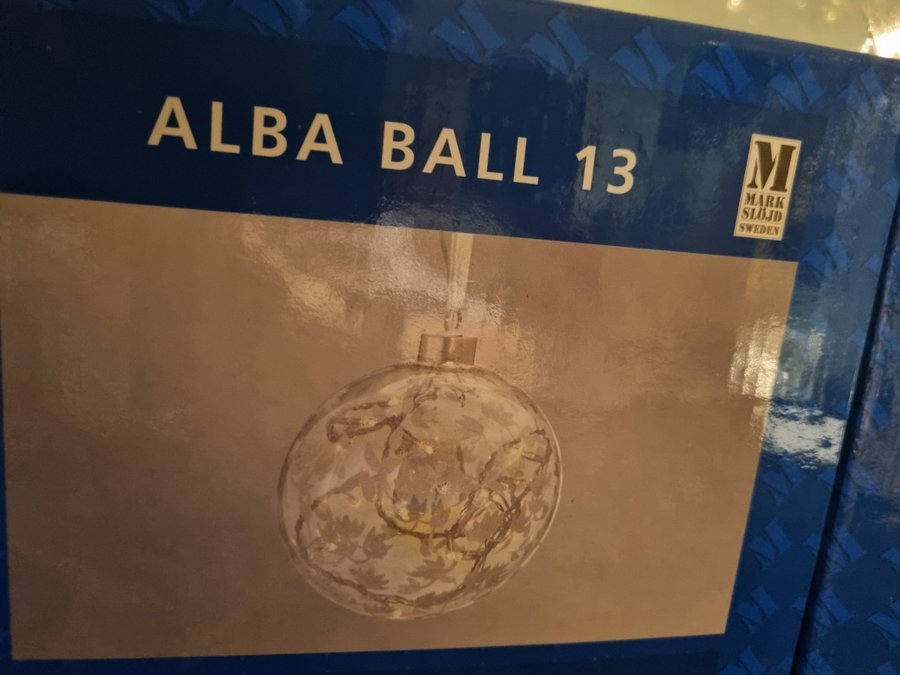 ALBA BALL 13
M
MARK
SLÖJD
SWEDEN